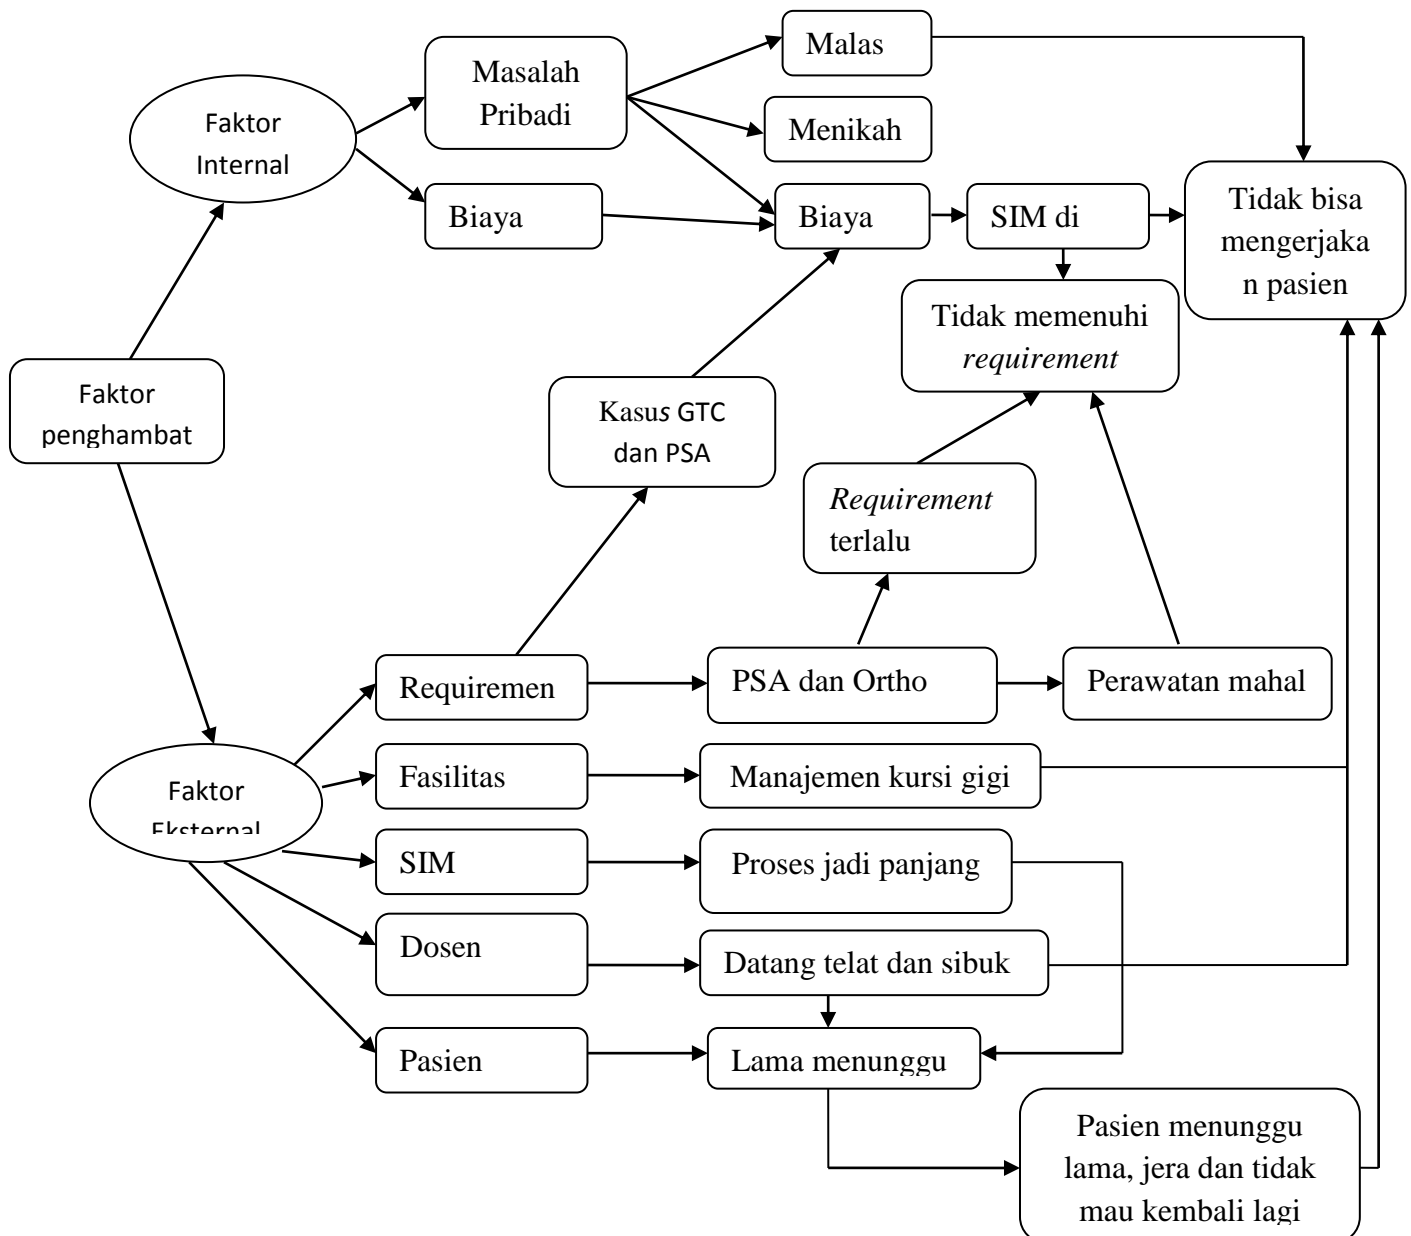 Malas
Masalah
Pribadi
Faktor
Internal
Menikah
Biaya
Biaya
SIM di
Tidak bisa
mengerjaka
n pasien
Tidak memenuhi
requirement
Faktor
penghambat
Kasus GTC
dan PSA
Requirement
terlalu
Requiremen
PSA dan Ortho
Perawatan mahal
Fasilitas
Manajemen kursi gigi
Faktor
Eksternal
SIM
Proses jadi panjang
Dosen
Datang telat dan sibuk
Pasien
Lama menunggu
Pasien menunggu
lama, jera dan tidak
mau kembali lagi